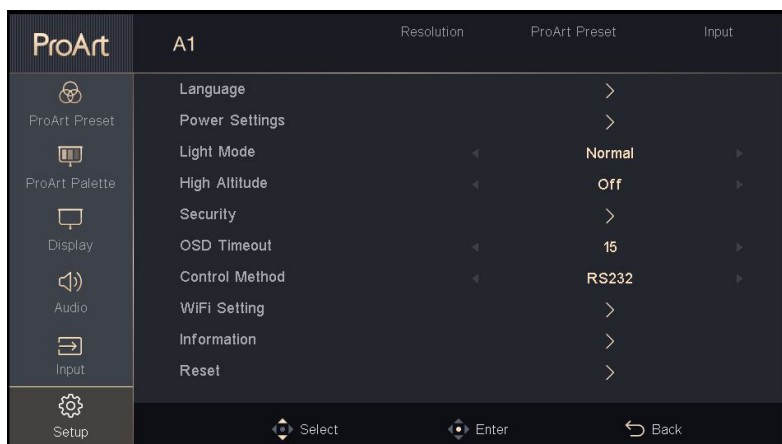 ProArt
A1
Resolution
ProArt Preset
Input
ProArt Preset
ProArt Palette
Display
Audio
Input
Setup
Language
Power Settings
Light Mode Normal
High Altitude Off
Security
OSD Timeout 15
Control Method RS232
WiFi Setting
Information
Reset
Select
Enter
Back